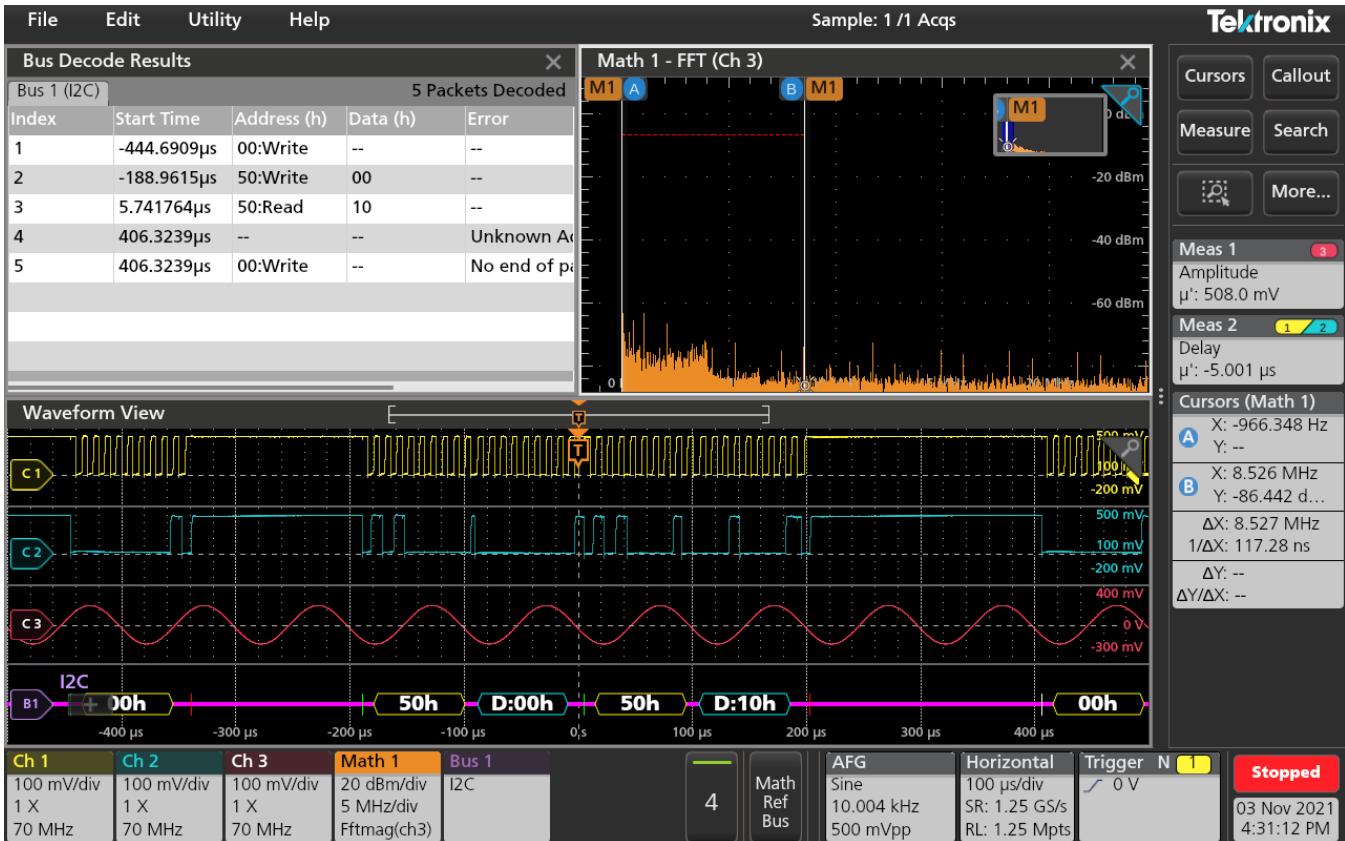 File Edit Utility Help Sample: 1 /1 Acqs Tektronix
Bus Decode Results
Bus 1 (I2C) 5 Packets Decoded
Index Start Time Address (h) Data (h) Error
1 -444.6909µs 00:Write -- --
2 -188.9615µs 50:Write 00 --
3 5.741764µs 50:Read 10 --
4 406.3239µs -- -- Unknown A
5 406.3239µs 00:Write -- No end of pa
Math 1 - FFT (Ch 3)
M1 A B M1
M1
-20 dBm
-40 dBm
-60 dBm
Cursors Callout
Measure Search
More...
Meas 1 3
Amplitude
µ': 508.0 mV
Meas 2 1 2
Delay
µ': -5.001 µs
Cursors (Math 1)
A X: -966.348 Hz
Y: --
B X: 8.526 MHz
Y: -86.442 d...
ΔX: 8.527 MHz
1/ΔX: 117.28 ns
ΔY: --
ΔY/ΔX: --
Waveform View
T
T
C 1
-200 mV
C 2
500 mV
100 mV
-200 mV
C 3
400 mV
0 V
-300 mV
I2C
B1 00h 50h D:00h 50h D:10h 00h
-400 µs -300 µs -200 µs -100 µs 0 s 100 µs 200 µs 300 µs 400 µs
Ch 1
100 mV/div
1 X
70 MHz
Ch 2
100 mV/div
1 X
70 MHz
Ch 3
100 mV/div
1 X
70 MHz
Math 1
20 dBm/div
5 MHz/div
Fftmag(ch3)
Bus 1
I2C
4
Math
Ref
Bus
AFG
Sine
10.004 kHz
500 mVpp
Horizontal
100 µs/div
SR: 1.25 GS/s
RL: 1.25 Mpts
Trigger N 1
0 V
Stopped
03 Nov 2021
4:31:12 PM